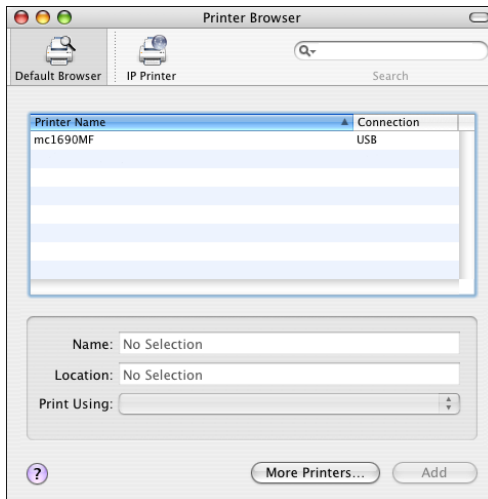 Printer Browser
Default Browser
IP Printer
Search
Printer Name Connection
mc1690MF USB
Name: No Selection
Location: No Selection
Print Using:
? More Printers... Add